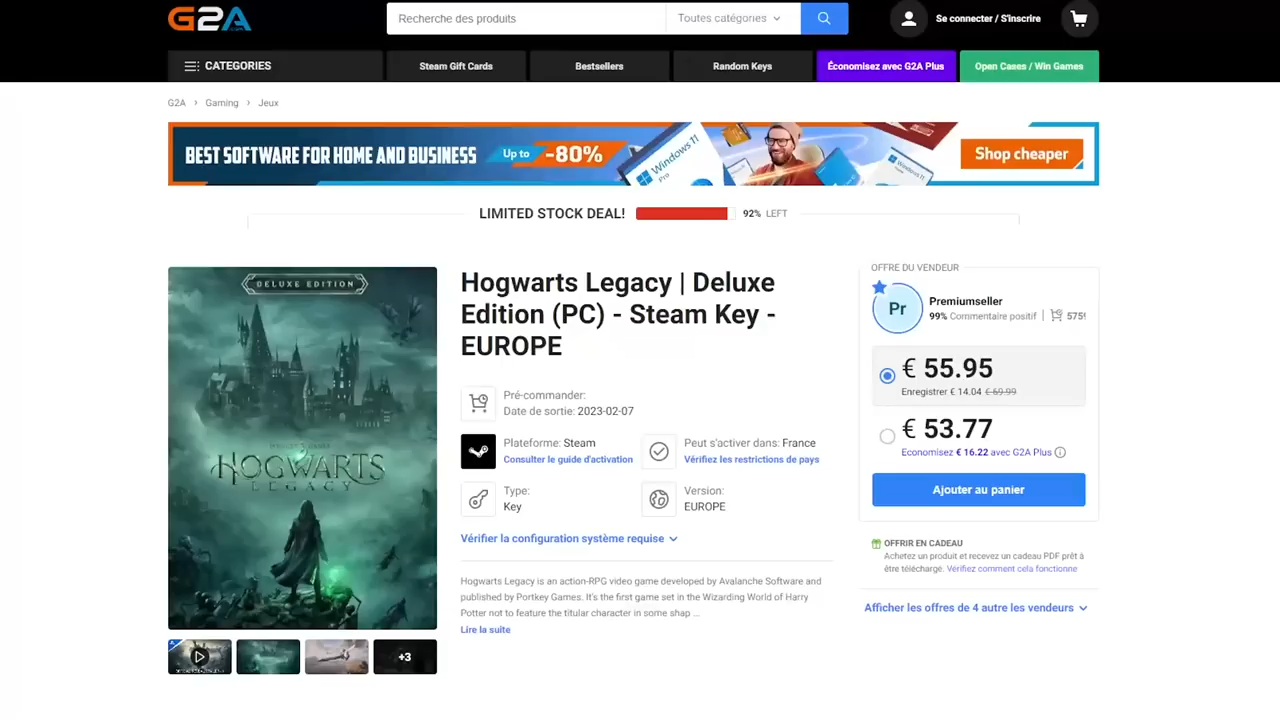 G2A
Recherche des produits
Toutes catégories
Se connecter / S'inscrire
CATEGORIES
Steam Gift Cards
Bestsellers
Random Keys
Économisez avec G2A Plus
Open Cases / Win Games
G2A › Gaming › Jeux
BEST SOFTWARE FOR HOME AND BUSINESS
Up to -80%
Windows 11
Pro
Windows 11
Shop cheaper
LIMITED STOCK DEAL!
92% LEFT
DELUXE EDITION
HOGWARTS
LEGACY
+3
Hogwarts Legacy | Deluxe
Edition (PC) - Steam Key -
EUROPE
Pré-commander:
Date de sortie: 2023-02-07
Plateforme: Steam
Consulter le guide d'activation
Peut s'activer dans: France
Vérifiez les restrictions de pays
Type:
Key
Version:
EUROPE
Vérifier la configuration système requise
Hogwarts Legacy is an action-RPG video game developed by Avalanche Software and
published by Portkey Games. It's the first game set in the Wizarding World of Harry
Potter not to feature the titular character in some shap ...
Lire la suite
OFFRE DU VENDEUR
Pr
Premiumseller
99% Commentaire positif
€ 55.95
Enregistrer € 14.04 € 69.99
€ 53.77
Economisez € 16.22 avec G2A Plus
Ajouter au panier
OFFRIR EN CADEAU
Achetez un produit et recevez un cadeau PDF prêt à
être téléchargé. Vérifiez comment cela fonctionne
Afficher les offres de 4 autre les vendeurs